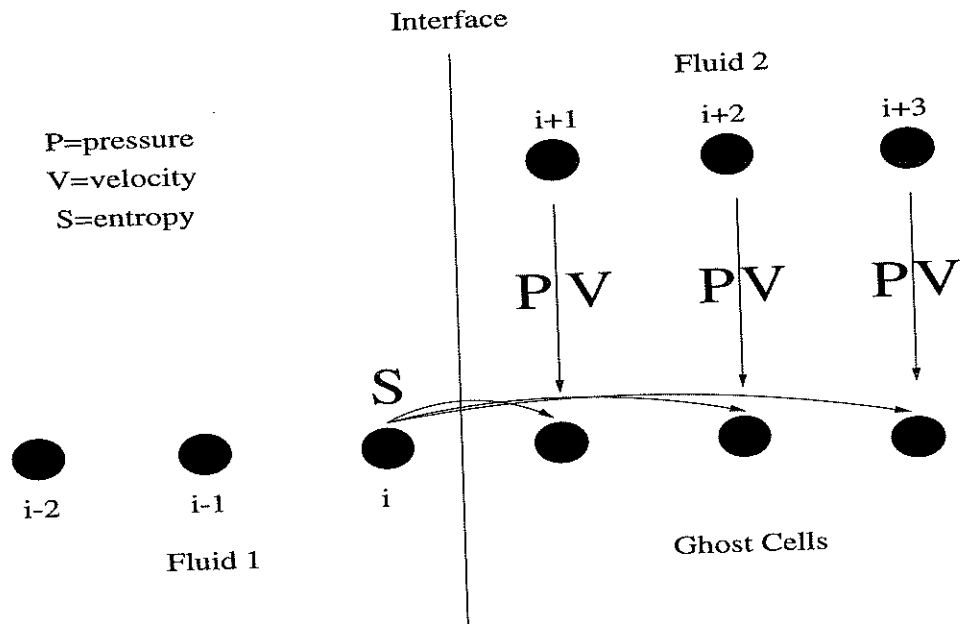 Interface
Fluid 2
P=pressure
V=velocity
S=entropy
i+1
i+2
i+3
P V
P V
P V
S
i-2
i-1
i
Fluid 1
Ghost Cells